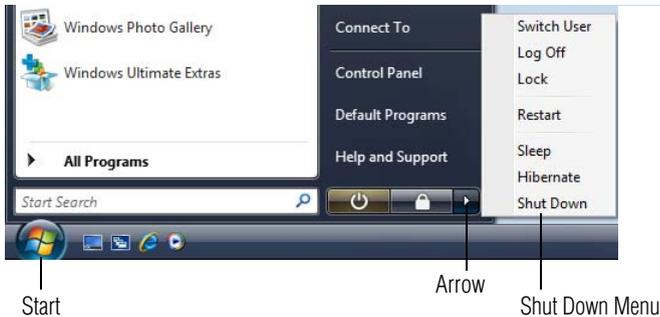 Windows Photo Gallery
Windows Ultimate Extras
All Programs
Start Search
Connect To
Control Panel
Default Programs
Help and Support
Switch User
Log Off
Lock
Restart
Sleep
Hibernate
Shut Down
Start
Arrow
Shut Down Menu